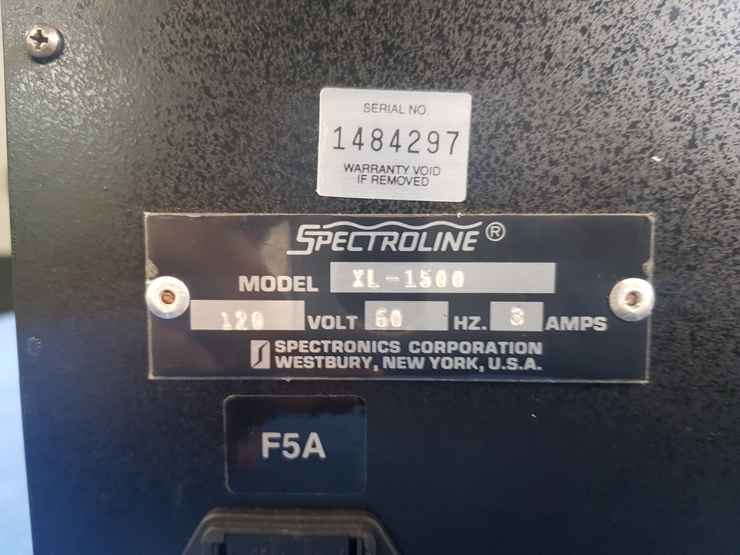 SERIAL NO.
1484297
WARRANTY VOID
IF REMOVED
SPECTROLINE®
MODEL XL-1500
120 VOLT 60 HZ. 3 AMPS
SPECTRONICS CORPORATION
WESTBURY, NEW YORK, U.S.A.
F5A